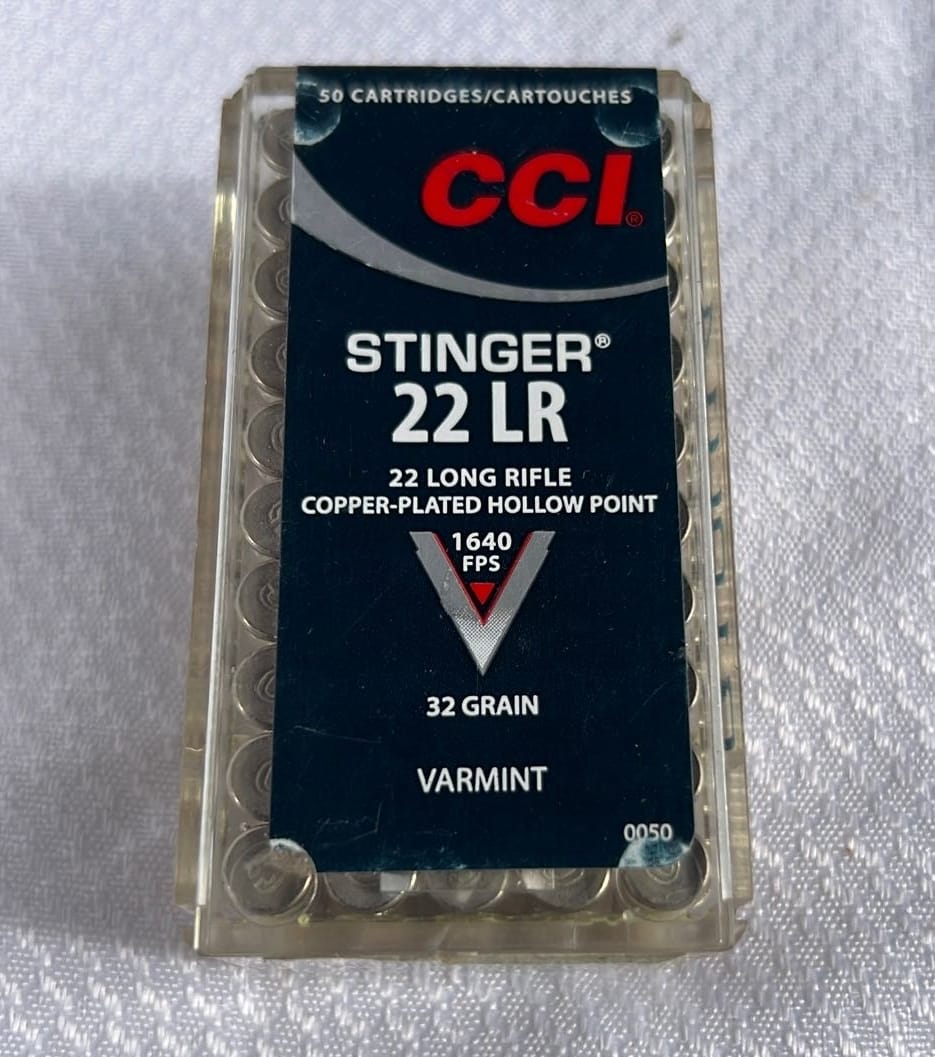 50 CARTRIDGES/CARTOUCHES
CCI®
STINGER®
22 LR
22 LONG RIFLE
COPPER-PLATED HOLLOW POINT
1640
FPS
32 GRAIN
VARMINT
0050